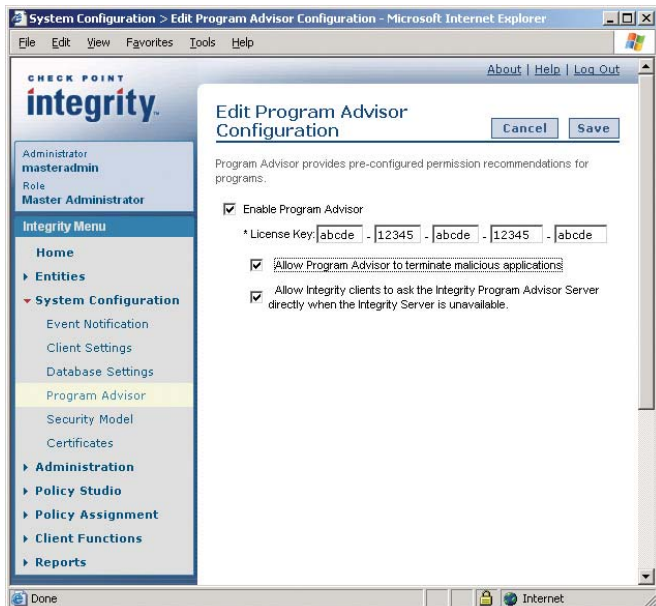 System Configuration > Edit Program Advisor Configuration - Microsoft Internet Explorer
File Edit View Favorites Tools Help
About | Help | Log Out
CHECK POINT
integrity™
Administrator
masteradmin
Role
Master Administrator
Integrity Menu
Home
Entities
System Configuration
Event Notification
Client Settings
Database Settings
Program Advisor
Security Model
Certificates
Administration
Policy Studio
Policy Assignment
Client Functions
Reports
Edit Program Advisor
Configuration
Cancel Save
Program Advisor provides pre-configured permission recommendations for
programs.
Enable Program Advisor
* License Key: abcde - 12345 - abcde - 12345 - abcde
Allow Program Advisor to terminate malicious applications
Allow Integrity clients to ask the Integrity Program Advisor Server
directly when the Integrity Server is unavailable.
Done
Internet